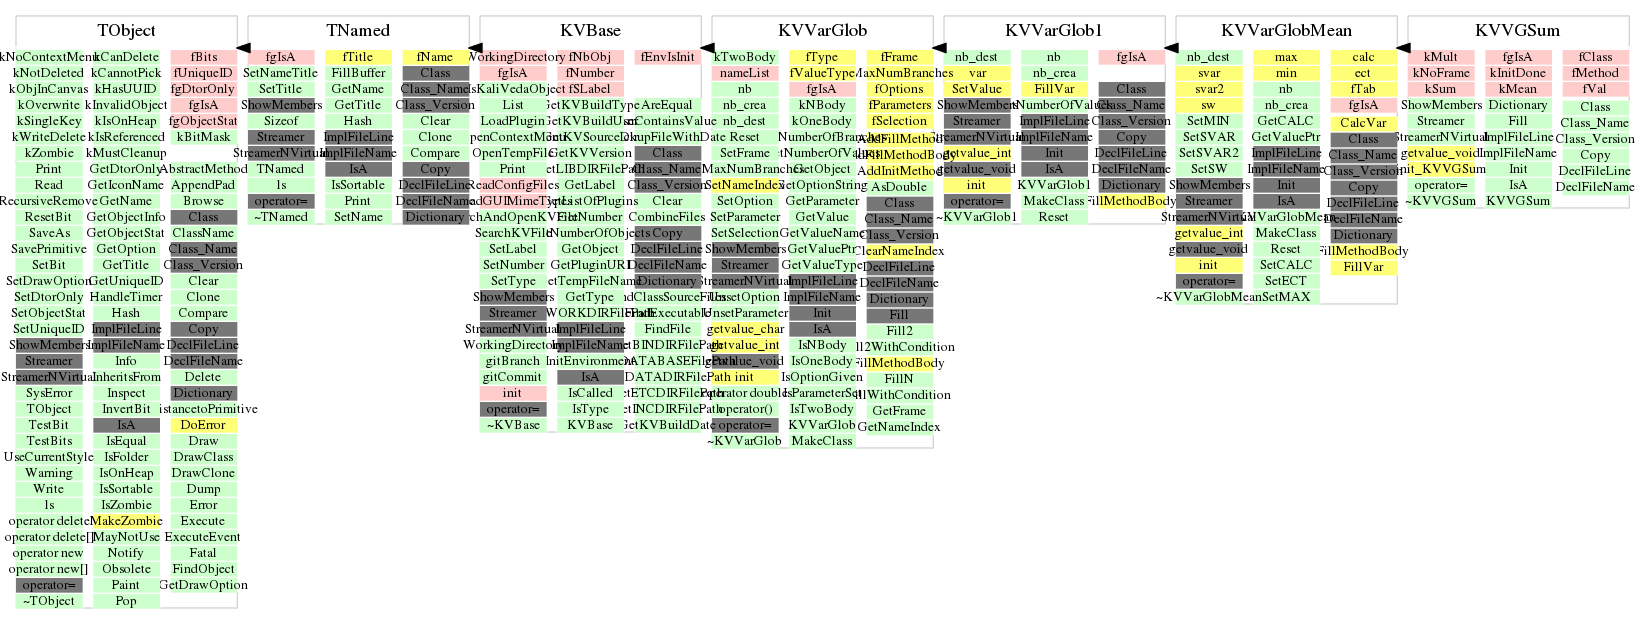 TObject
kNoContextMenu
kNotDeleted
kObjInCanvas
kOverwrite
kSingleKey
kWriteDelete
kZombie
Print
Read
RecursiveRemove
ResetBit
SaveAs
SavePrimitive
SetBit
SetDrawOption
SetDtorOnly
SetObjectStat
SetUniqueID
ShowMembers
Streamer
StreamerNVirtual
SysError
TObject
TestBit
TestBits
UseCurrentStyle
Warning
Write
ls
operator delete
operator delete[]
operator new
operator new[]
operator=
~TObject
kCanDelete
kCannotPick
kHasUUID
kInvalidObject
kIsOnHeap
kIsReferenced
kMustCleanup
GetDtorOnly
GetIconName
GetName
GetObjectInfo
GetObjectStat
GetOption
GetTitle
GetUniqueID
HandleTimer
Hash
ImplFileLine
ImplFileName
Info
InheritsFrom
Inspect
InvertBit
IsA
IsEqual
IsFolder
IsOnHeap
IsSortable
IsZombie
MakeZombie
MayNotUse
Notify
Obsolete
Paint
Pop
fBits
fUniqueID
fgDtorOnly
fgIsA
fgObjectStat
kBitMask
AbstractMethod
AppendPad
Browse
Class
ClassName
Class_Name
Class_Version
Clear
Clone
Compare
Copy
DeclFileLine
DeclFileName
Delete
Dictionary
DistancetoPrimitive
DoError
Draw
DrawClass
DrawClone
Dump
Error
Execute
ExecuteEvent
Fatal
FindObject
GetDrawOption
TNamed
fgIsA
SetNameTitle
SetTitle
ShowMembers
Sizeof
Streamer
StreamerNVirtual
TNamed
ls
operator=
~TNamed
fTitle
FillBuffer
GetName
GetTitle
Hash
ImplFileLine
ImplFileName
IsA
IsSortable
Print
SetName
fName
Class
Class_Name
Class_Version
Clear
Clone
Compare
Copy
DeclFileLine
DeclFileName
Dictionary
KVBase
WorkingDirectory
fgIsA
IsKaliVedaObject
List
LoadPlugin
OpenContextMenu
OpenTempFile
Print
ReadConfigFiles
ReadGUIMimeTypes
SearchAndOpenKVFile
SearchKVFile
SetLabel
SetNumber
SetType
ShowMembers
Streamer
StreamerNVirtual
WorkingDirectory
gitBranch
gitCommit
init
operator=
~KVBase
fNbObj
fNumber
fSLabel
GetKVBuildType
GetKVBuildUser
GetKVSourceDir
GetKVVersion
GetLIBDIRFilePath
GetLabel
GetListOfPlugins
GetNumber
GetNumberOfObjects
GetObject
GetPluginURI
GetTempFileName
GetType
GetWORKDIRFilePath
ImplFileLine
ImplFileName
InitEnvironment
IsA
IsCalled
IsType
KVBase
fEnvIsInit
AreEqual
ArrContainsValue
BackupFileWithDate
Class
Class_Name
Class_Version
Clear
CombineFiles
Copy
DeclFileLine
DeclFileName
Dictionary
FindClassSourceFiles
FindExecutable
FindFile
GetBINDIRFilePath
GetDATABASEFilePath
GetDATADIRFilePath
GetETCDIRFilePath
GetINCDIRFilePath
GetKVBuildDate
KVVarGlob
kTwoBody
nameList
nb
nb_crea
nb_dest
Reset
SetFrame
SetMaxNumBranches
SetNameIndex
SetOption
SetParameter
SetSelection
ShowMembers
Streamer
StreamerNVirtual
UnsetOption
UnsetParameter
getvalue_char
getvalue_int
getvalue_void
init
operator double
operator()
operator=
~KVVarGlob
fType
fValueType
fgIsA
kNBody
kOneBody
GetNumberOfBranches
GetNumberOfValues
GetObject
GetOptionString
GetParameter
GetValue
GetValueName
GetValuePtr
GetValueType
ImplFileLine
ImplFileName
Init
IsA
IsNBody
IsOneBody
IsOptionGiven
IsParameterSet
IsTwoBody
KVVarGlob
MakeClass
fFrame
fMaxNumBranches
fOptions
fParameters
fSelection
AddFillMethod
AddFillMethodBody
AddInitMethod
AsDouble
Class
Class_Name
Class_Version
ClearNameIndex
DeclFileLine
DeclFileName
Dictionary
Fill
Fill2
Fill2WithCondition
FillMethodBody
FillN
FillWithCondition
GetFrame
GetNameIndex
KVVarGlob1
nb_dest
var
SetValue
ShowMembers
Streamer
StreamerNVirtual
getvalue_int
getvalue_void
init
operator=
~KVVarGlob1
nb
nb_crea
FillVar
GetNumberOfValues
ImplFileLine
ImplFileName
Init
IsA
KVVarGlob1
MakeClass
Reset
fgIsA
Class
Class_Name
Class_Version
Copy
DeclFileLine
DeclFileName
Dictionary
FillMethodBody
KVVarGlobMean
nb_dest
svar
svar2
sw
SetMIN
SetSVAR
SetSVAR2
SetSW
ShowMembers
Streamer
StreamerNVirtual
getvalue_int
getvalue_void
init
operator=
~KVVarGlobMean
max
min
nb
nb_crea
GetCALC
GetValuePtr
ImplFileLine
ImplFileName
Init
IsA
KVVarGlobMean
MakeClass
Reset
SetCALC
SetECT
SetMAX
calc
ect
fTab
fgIsA
CalcVar
Class
Class_Name
Class_Version
Copy
DeclFileLine
DeclFileName
Dictionary
FillMethodBody
FillVar
KVVGSum
kMult
kNoFrame
kSum
ShowMembers
Streamer
StreamerNVirtual
getvalue_void
init_KVVGSum
operator=
~KVVGSum
fgIsA
kInitDone
kMean
Dictionary
Fill
ImplFileLine
ImplFileName
Init
IsA
KVVGSum
fClass
fMethod
fVal
Class
Class_Name
Class_Version
Copy
DeclFileLine
DeclFileName